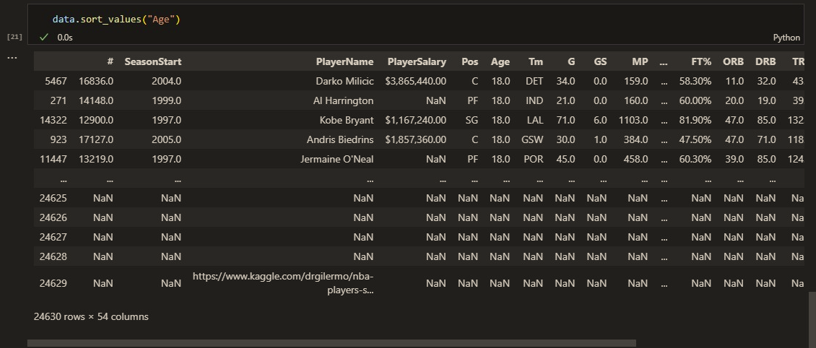 data.sort_values("Age")
[21] ✓ 0.0s Python
...
# SeasonStart PlayerName PlayerSalary Pos Age Tm G GS MP ... FT% ORB DRB TR
5467 16836.0 2004.0 Darko Milicic $3,865,440.00 C 18.0 DET 34.0 0.0 159.0 ... 58.30% 11.0 32.0 43
271 14148.0 1999.0 Al Harrington NaN PF 18.0 IND 21.0 0.0 160.0 ... 60.00% 20.0 19.0 39
14322 12900.0 1997.0 Kobe Bryant $1,167,240.00 SG 18.0 LAL 71.0 6.0 1103.0 ... 81.90% 47.0 85.0 132
923 17127.0 2005.0 Andris Biedrins $1,857,360.00 C 18.0 GSW 30.0 1.0 384.0 ... 47.50% 47.0 71.0 118
11447 13219.0 1997.0 Jermaine O'Neal NaN PF 18.0 POR 45.0 0.0 458.0 ... 60.30% 39.0 85.0 124
... ... ... ... ... ... ... ... ... ... ... ... ... ... ...
24625 NaN NaN NaN NaN NaN NaN NaN NaN NaN NaN ... NaN NaN NaN Na
24626 NaN NaN NaN NaN NaN NaN NaN NaN NaN NaN ... NaN NaN NaN Na
24627 NaN NaN NaN NaN NaN NaN NaN NaN NaN NaN ... NaN NaN NaN Na
24628 NaN NaN NaN NaN NaN NaN NaN NaN NaN NaN ... NaN NaN NaN Na
https://www.kaggle.com/drgilermo/nba-
24629 NaN NaN players-s... NaN NaN NaN NaN NaN NaN NaN ... NaN NaN NaN Na
24630 rows × 54 columns